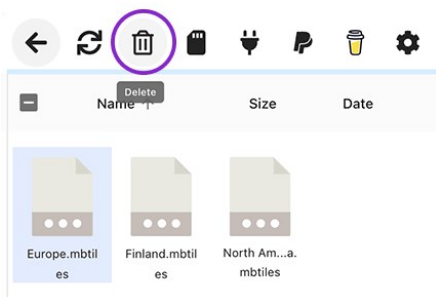 Delete
Name ↑ Size Date
Europe.mbtil
es
Finland.mbtil
es
North Am...a.
mbtiles